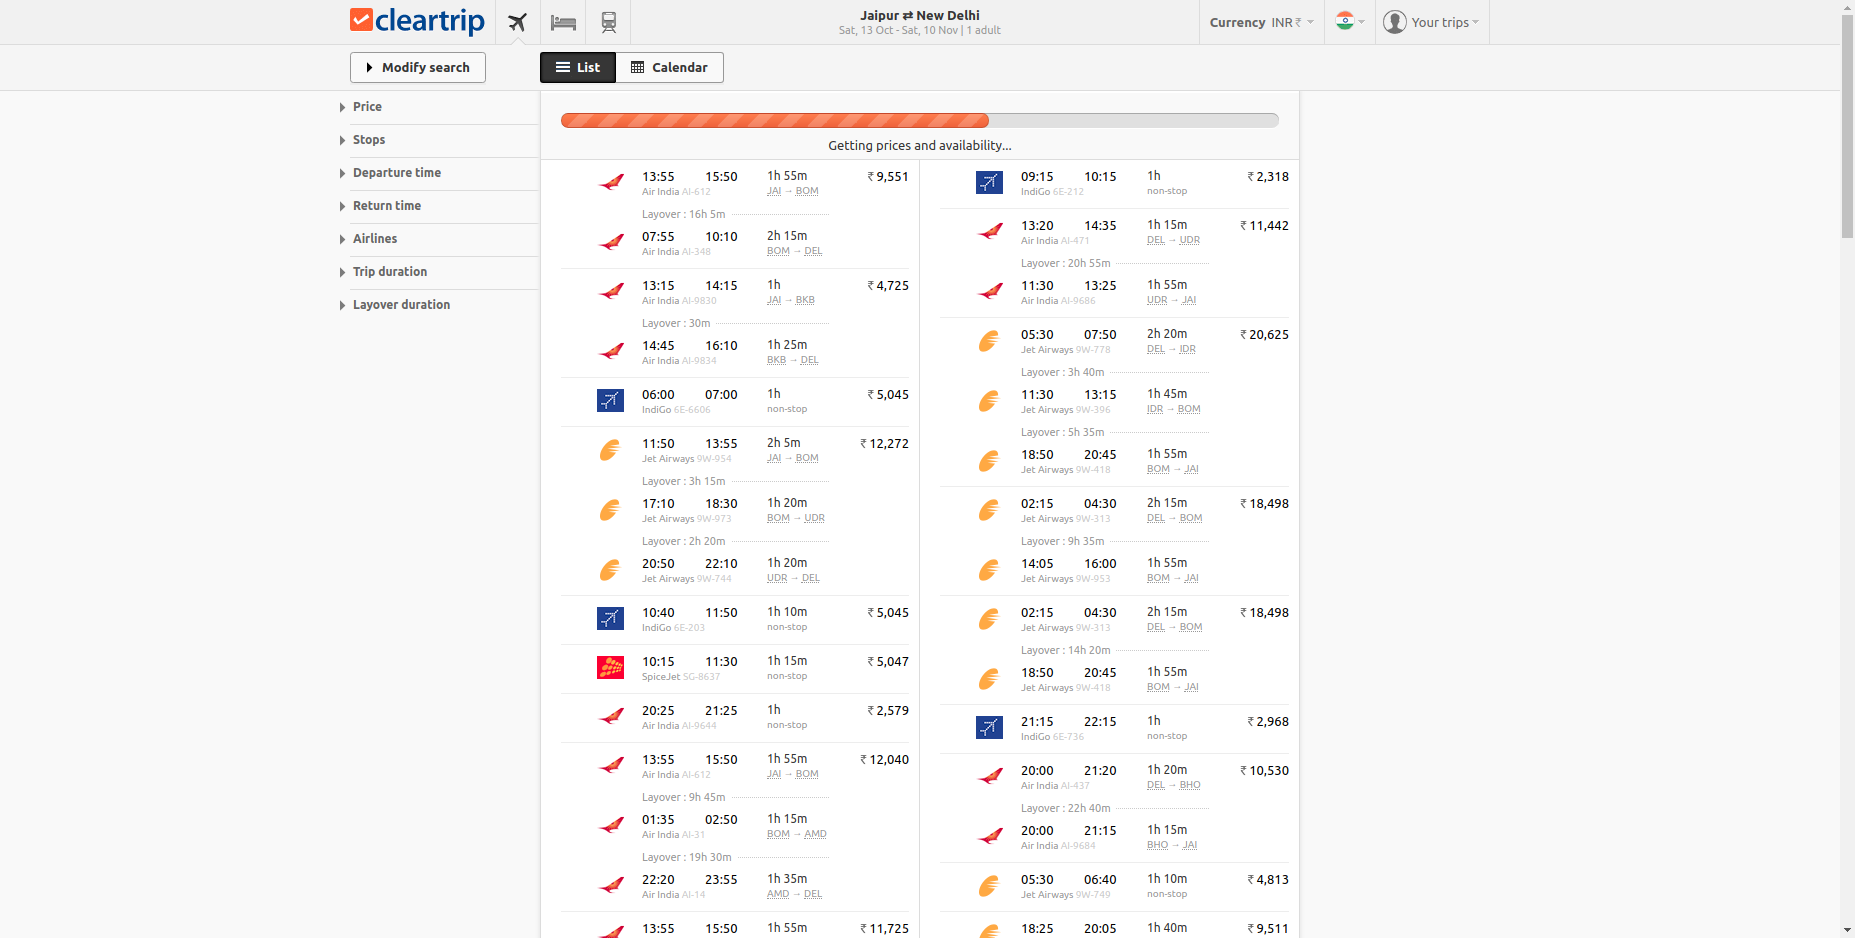 cleartrip
Jaipur ⇄ New Delhi
Sat, 13 Oct - Sat, 10 Nov | 1 adult
Currency INR ₹
Your trips
Modify search
List
Calendar
Price
Stops
Departure time
Return time
Airlines
Trip duration
Layover duration
Getting prices and availability...
13:55 15:50 1h 55m ₹ 9,551
Air India AI-612 JAI → BOM
Layover : 16h 5m
07:55 10:10 2h 15m
Air India AI-348 BOM → DEL
13:15 14:15 1h ₹ 4,725
Air India AI-9830 JAI → BKB
Layover : 30m
14:45 16:10 1h 25m
Air India AI-9834 BKB → DEL
06:00 07:00 1h ₹ 5,045
IndiGo 6E-6606 non-stop
11:50 13:55 2h 5m ₹ 12,272
Jet Airways 9W-954 JAI → BOM
Layover : 3h 15m
17:10 18:30 1h 20m
Jet Airways 9W-973 BOM → UDR
Layover : 2h 20m
20:50 22:10 1h 20m
Jet Airways 9W-744 UDR → DEL
10:40 11:50 1h 10m ₹ 5,045
IndiGo 6E-203 non-stop
10:15 11:30 1h 15m ₹ 5,047
SpiceJet SG-8637 non-stop
20:25 21:25 1h ₹ 2,579
Air India AI-9644 non-stop
13:55 15:50 1h 55m ₹ 12,040
Air India AI-612 JAI → BOM
Layover : 9h 45m
01:35 02:50 1h 15m
Air India AI-31 BOM → AMD
Layover : 19h 30m
22:20 23:55 1h 35m
Air India AI-14 AMD → DEL
13:55 15:50 1h 55m ₹ 11,725
09:15 10:15 1h ₹ 2,318
IndiGo 6E-212 non-stop
13:20 14:35 1h 15m ₹ 11,442
Air India AI-471 DEL → UDR
Layover : 20h 55m
11:30 13:25 1h 55m
Air India AI-9686 UDR → JAI
05:30 07:50 2h 20m ₹ 20,625
Jet Airways 9W-778 DEL → IDR
Layover : 3h 40m
11:30 13:15 1h 45m
Jet Airways 9W-396 IDR → BOM
Layover : 5h 35m
18:50 20:45 1h 55m
Jet Airways 9W-418 BOM → JAI
02:15 04:30 2h 15m ₹ 18,498
Jet Airways 9W-313 DEL → BOM
Layover : 9h 35m
14:05 16:00 1h 55m
Jet Airways 9W-953 BOM → JAI
02:15 04:30 2h 15m ₹ 18,498
Jet Airways 9W-313 DEL → BOM
Layover : 14h 20m
18:50 20:45 1h 55m
Jet Airways 9W-418 BOM → JAI
21:15 22:15 1h ₹ 2,968
IndiGo 6E-736 non-stop
20:00 21:20 1h 20m ₹ 10,530
Air India AI-437 DEL → BHO
Layover : 22h 40m
20:00 21:15 1h 15m
Air India AI-9684 BHO → JAI
05:30 06:40 1h 10m ₹ 4,813
Jet Airways 9W-749 non-stop
18:25 20:05 1h 40m ₹ 9,511